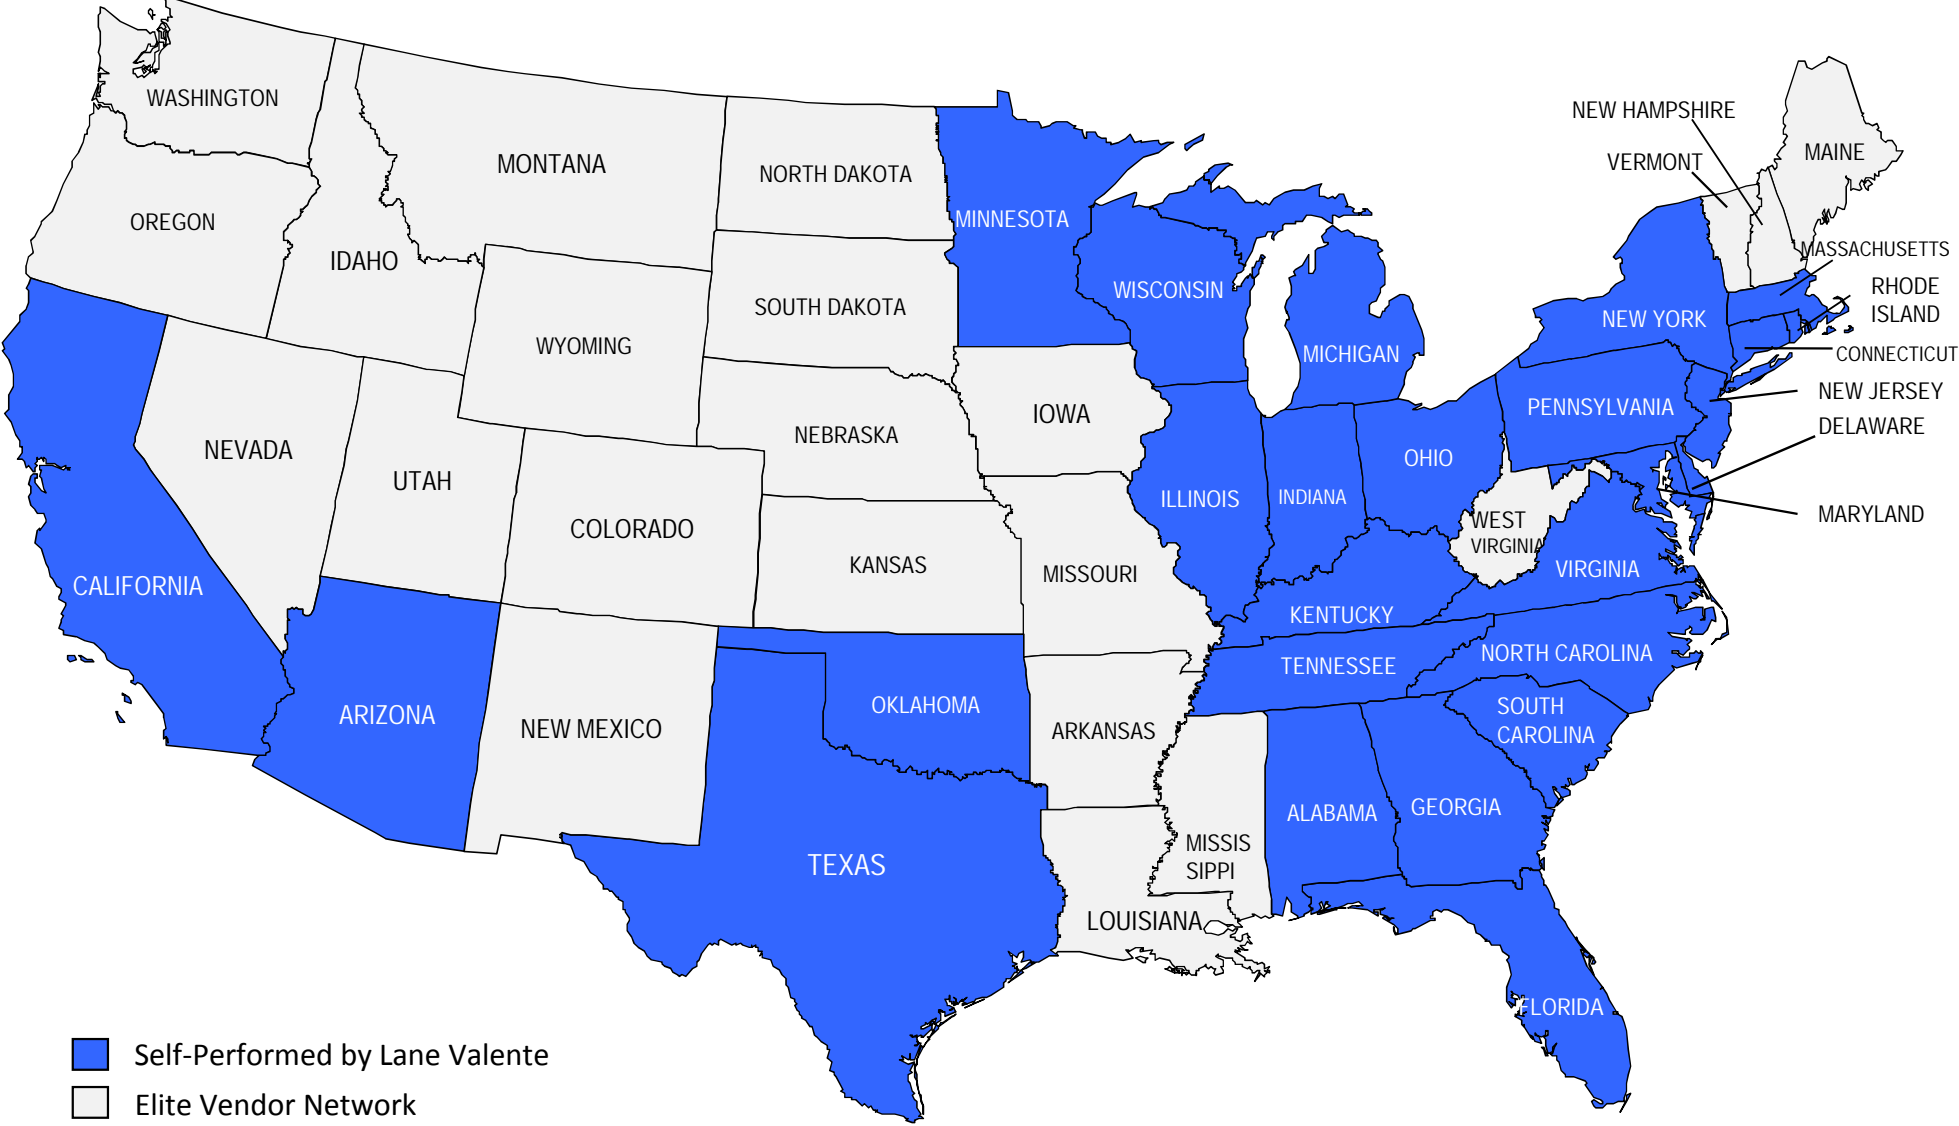 WASHINGTON
MONTANA
NORTH DAKOTA
MINNESOTA
NEW HAMPSHIRE
VERMONT
MAINE
OREGON
IDAHO
SOUTH DAKOTA
WISCONSIN
MICHIGAN
NEW YORK
MASSACHUSETTS
RHODE
ISLAND
CONNECTICUT
NEW JERSEY
DELAWARE
MARYLAND
WYOMING
NEVADA
UTAH
COLORADO
NEBRASKA
IOWA
ILLINOIS
INDIANA
OHIO
PENNSYLVANIA
WEST
VIRGINIA
VIRGINIA
CALIFORNIA
KANSAS
MISSOURI
KENTUCKY
TENNESSEE
NORTH CAROLINA
SOUTH
CAROLINA
ARIZONA
NEW MEXICO
OKLAHOMA
ARKANSAS
TEXAS
MISSIS
SIPPI
ALABAMA
GEORGIA
LOUISIANA
FLORIDA
Self-Performed by Lane Valente
Elite Vendor Network